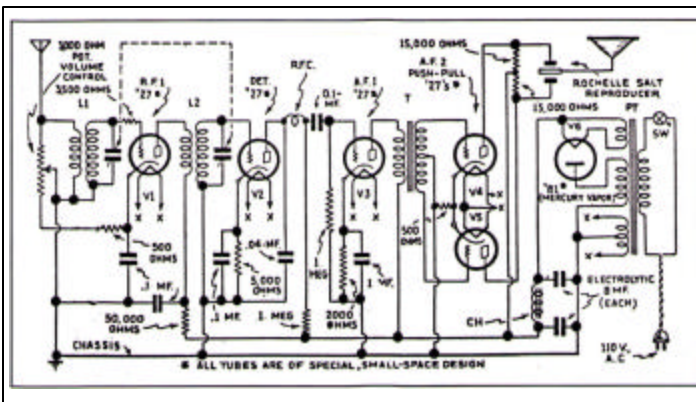 5000 OHM
POT.
VOLUME
CONTROL
3500 OHMS
L1
R.F.1
"27"*
L2
DET.
"27"*
R.F.C.
0.1-
MF.
A.F.1
"27"*
T
A.F.2
PUSH-PULL
"27's"*
15,000 OHMS
ROCHELLE SALT
REPRODUCER
15,000 OHMS
PT
SW
V6
"81"
(MERCURY VAPOR)
V1
V2
V3
V4
V5
X X
X X
X X
X
X
X
X
500
OHMS
.1 MF.
50,000
OHMS
.1 MF.
.04-MF.
5,000
OHMS
1. MEG.
1.
MEG
2000
OHMS
1 MF.
500
OHMS
CH
ELECTROLYTIC
8 MF.
(EACH)
110 V.
A.C
CHASSIS
* ALL TUBES ARE OF SPECIAL, SMALL-SPACE DESIGN